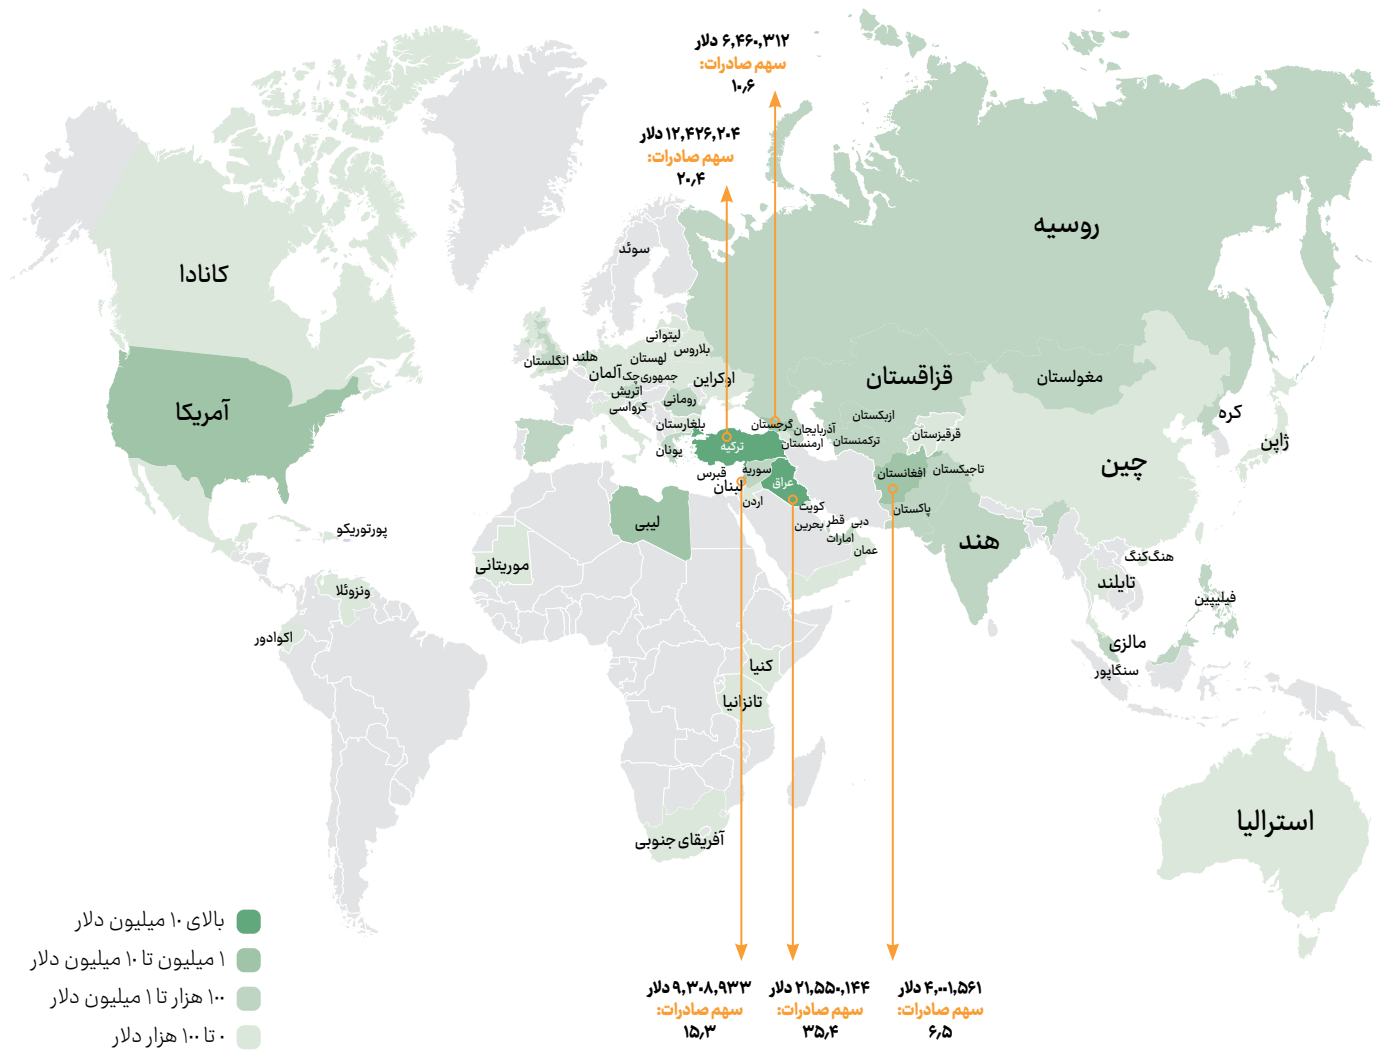 ۶,۴۶۰,۳۱۲ دلار
سهم صادرات:
۱۰٫۶
۱۲,۴۲۶,۲۰۴ دلار
سهم صادرات:
۲۰٫۴
روسیه
سوئد
کانادا
لیتوانی
بلاروس
لهستان
هلند
انگلستان
آلمان
جمهوری‌چک
اوکراین
اتریش
کرواسی
رومانی
قزاقستان
مغولستان
آمریکا
بلغارستان
گرجستان
آذربایجان
ارمنستان
ازبکستان
ترکمنستان
قرقیزستان
کره
ژاپن
یونان
ترکیه
چین
قبرس
سوریه
لبنان
عراق
اردن
افغانستان
تاجیکستان
پاکستان
کویت
بحرین
قطر
دبی
امارات
عمان
هند
لیبی
پورتوریکو
موریتانی
هنگ‌کنگ
تایلند
فیلیپین
ونزوئلا
اکوادور
مالزی
سنگاپور
کنیا
تانزانیا
استرالیا
آفریقای جنوبی
بالای ۱۰ میلیون دلار
۱ میلیون تا ۱۰ میلیون دلار
۱۰۰ هزار تا ۱ میلیون دلار
۰ تا ۱۰۰ هزار دلار
۴,۰۰۱,۵۶۱ دلار
سهم صادرات:
۶٫۵
۲۱,۵۵۰,۱۴۴ دلار
سهم صادرات:
۳۵٫۴
۹,۳۰۸,۹۳۳ دلار
سهم صادرات:
۱۵٫۳